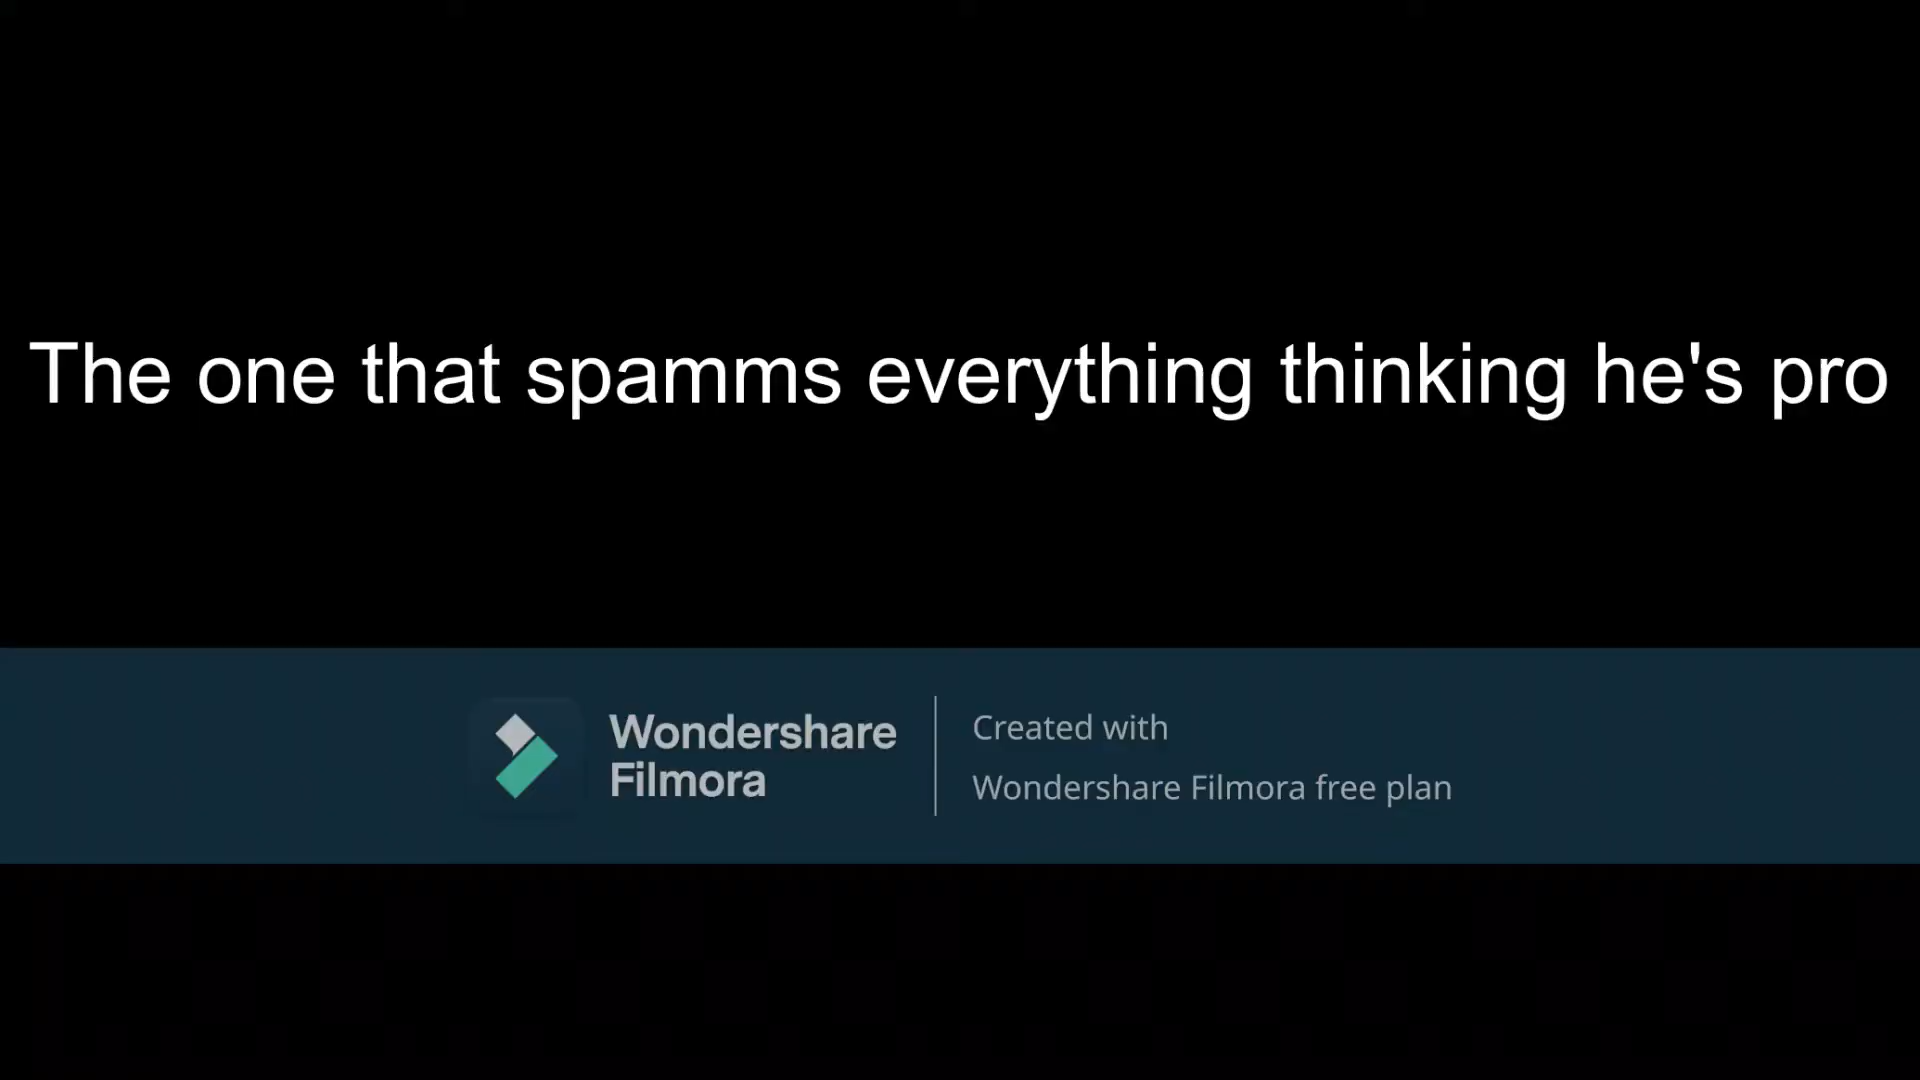 The one that spamms everything thinking he's pro
Wondershare
Filmora
Created with
Wondershare Filmora free plan